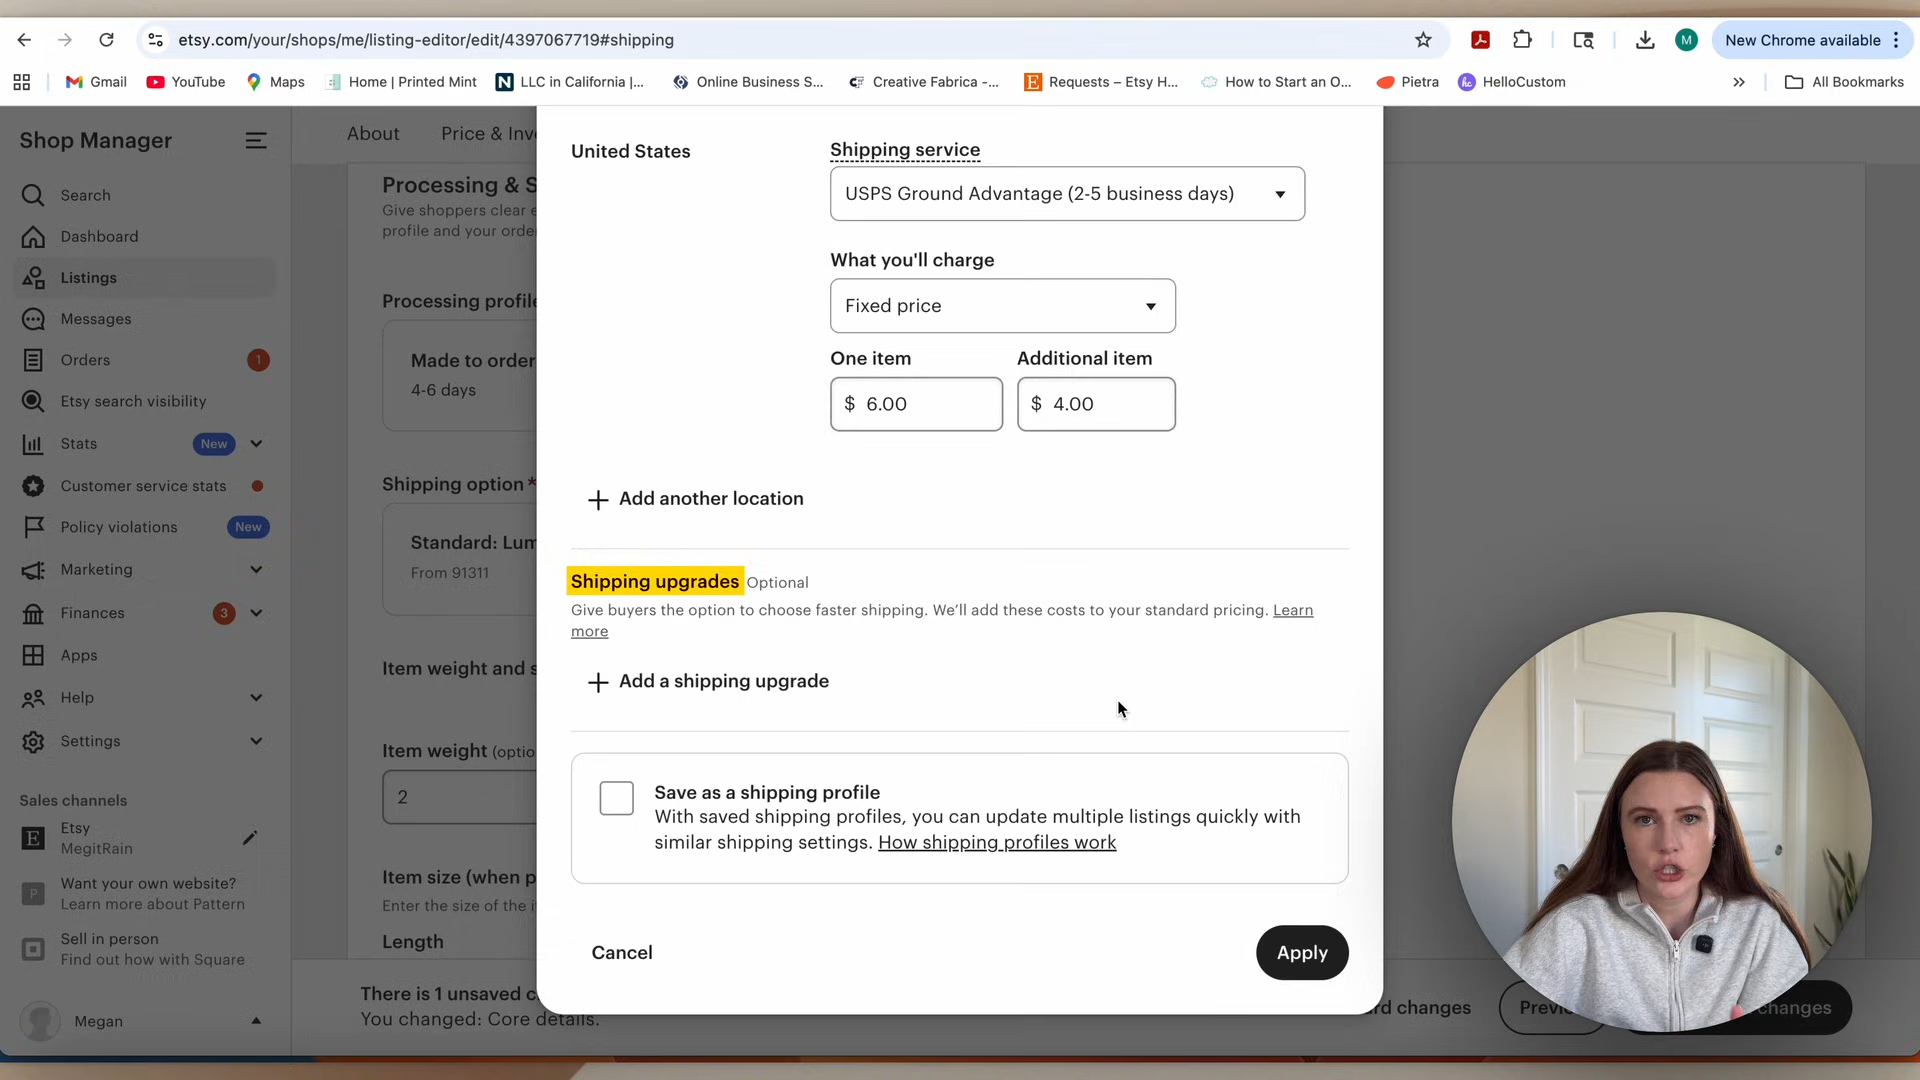 etsy.com/your/shops/me/listing-editor/edit/4397067719#shipping
New Chrome available
M
Gmail
YouTube
Maps
Home | Printed Mint
LLC in California |...
Online Business S...
Creative Fabrica -...
Requests – Etsy H...
How to Start an O...
Pietra
HelloCustom
All Bookmarks
Shop Manager
Search
Dashboard
Listings
Messages
Orders
1
Etsy search visibility
Stats
New
Customer service stats
Policy violations
New
Marketing
Finances
3
Apps
Help
Settings
Sales channels
E
Etsy
MegitRain
P
Want your own website?
Learn more about Pattern
Sell in person
Find out how with Square
Megan
About
Price & Inv
Processing & S
Give shoppers clear e
profile and your orde
Processing profile
Made to order
4-6 days
Shipping option *
Standard: Lum
From 91311
Item weight and s
Item weight (optio
2
Item size (when p
Enter the size of the i
Length
There is 1 unsaved c
You changed: Core details.
rd changes
Previ
changes
United States
Shipping service
USPS Ground Advantage (2-5 business days)
What you'll charge
Fixed price
One item
Additional item
$ 6.00
$ 4.00
Add another location
Shipping upgrades Optional
Give buyers the option to choose faster shipping. We'll add these costs to your standard pricing. Learn
more
Add a shipping upgrade
Save as a shipping profile
With saved shipping profiles, you can update multiple listings quickly with
similar shipping settings. How shipping profiles work
Cancel
Apply